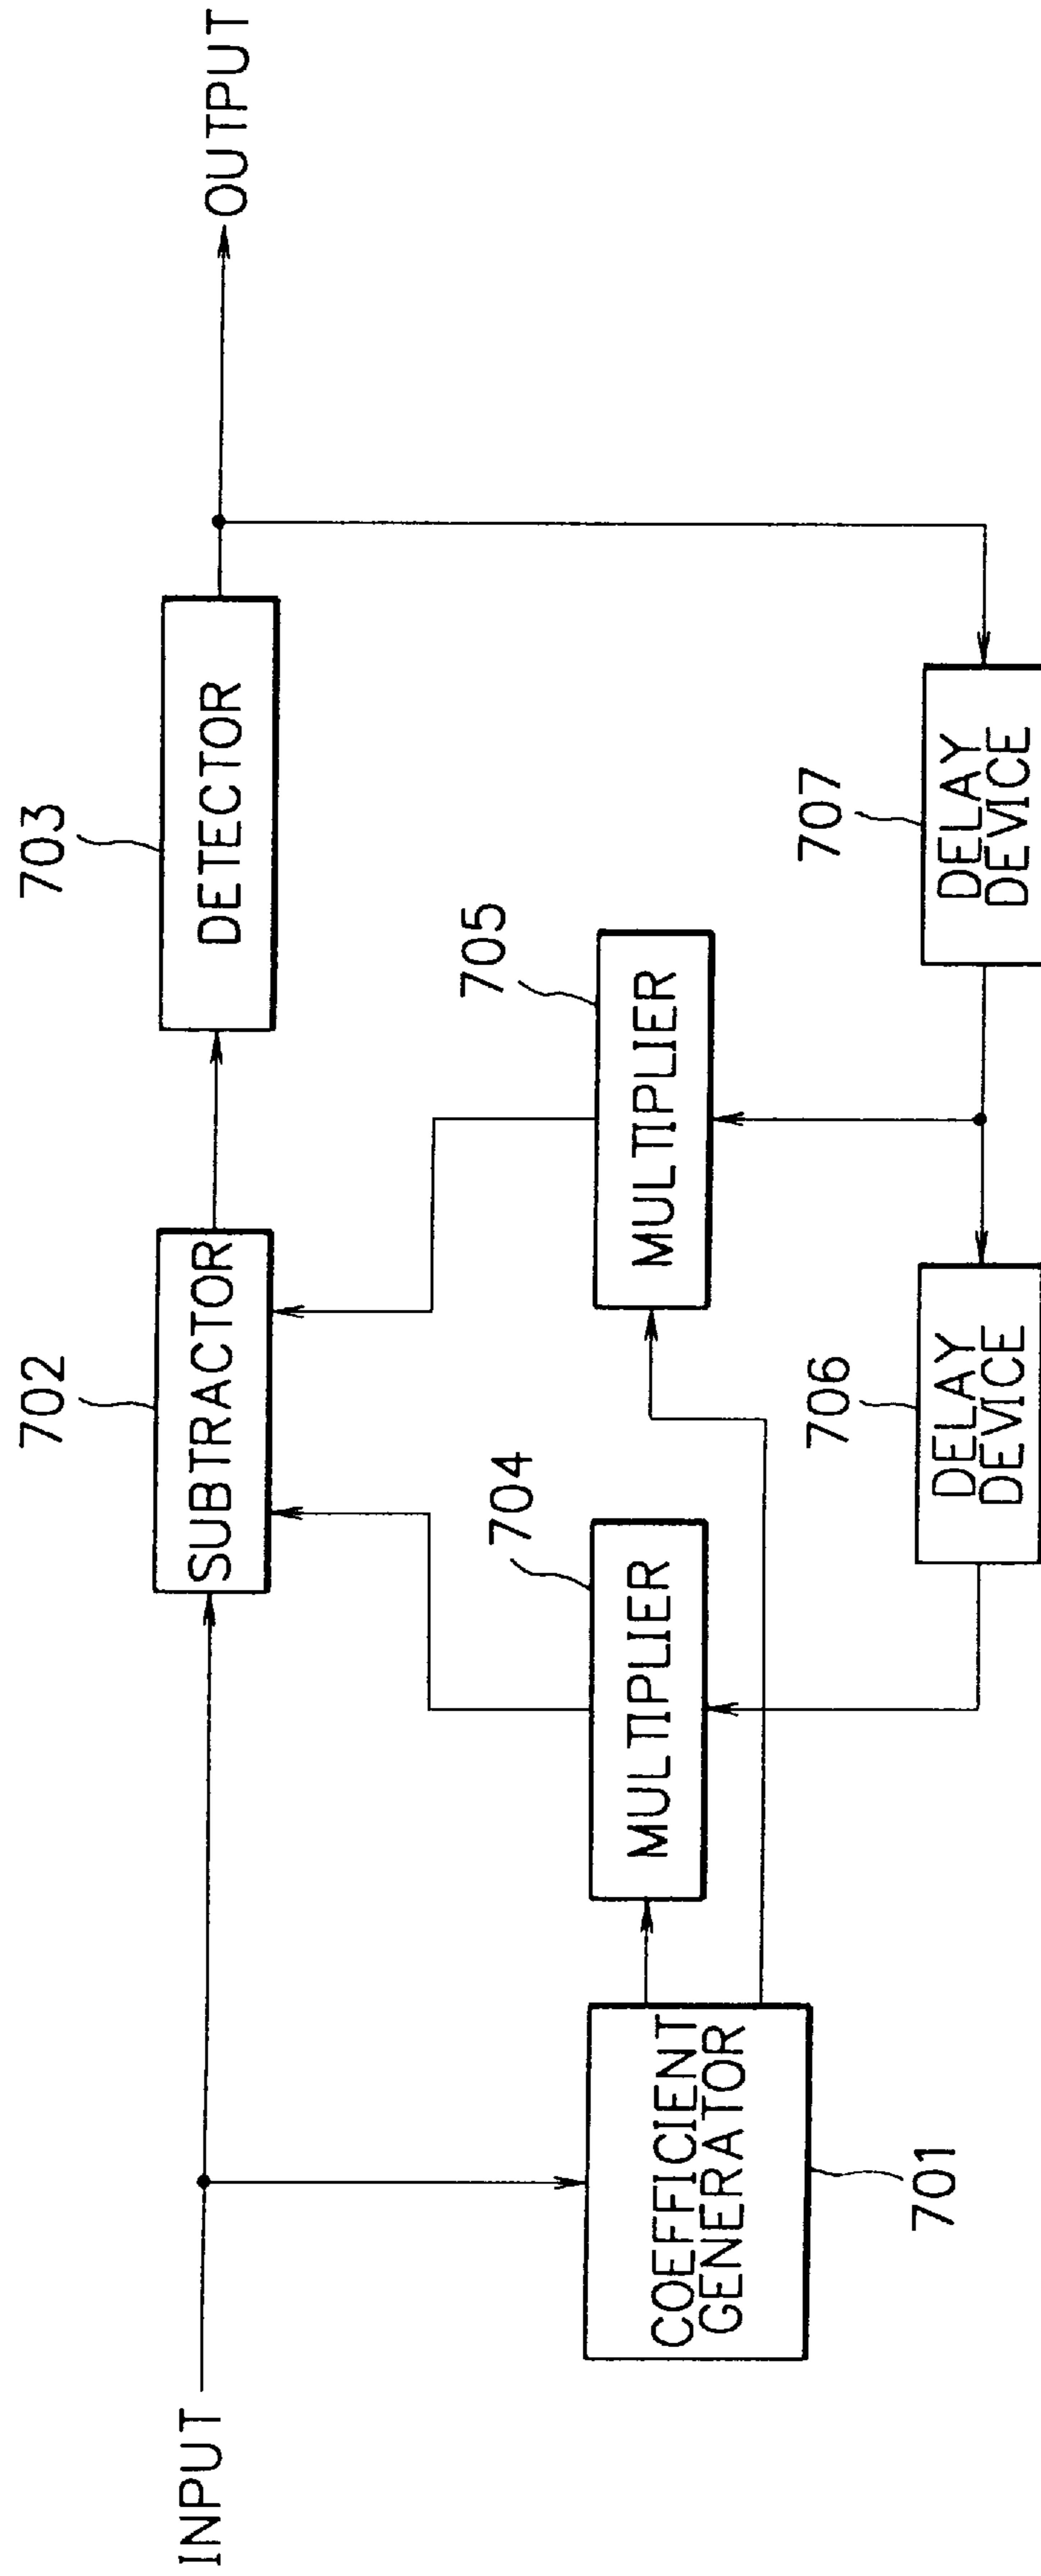 702
703
INPUT
SUBTRACTOR
DETECTOR
OUTPUT
704
705
COEFFICIENT
GENERATOR
MULTIPLIER
MULTIPLIER
701
706
707
DELAY
DEVICE
DELAY
DEVICE